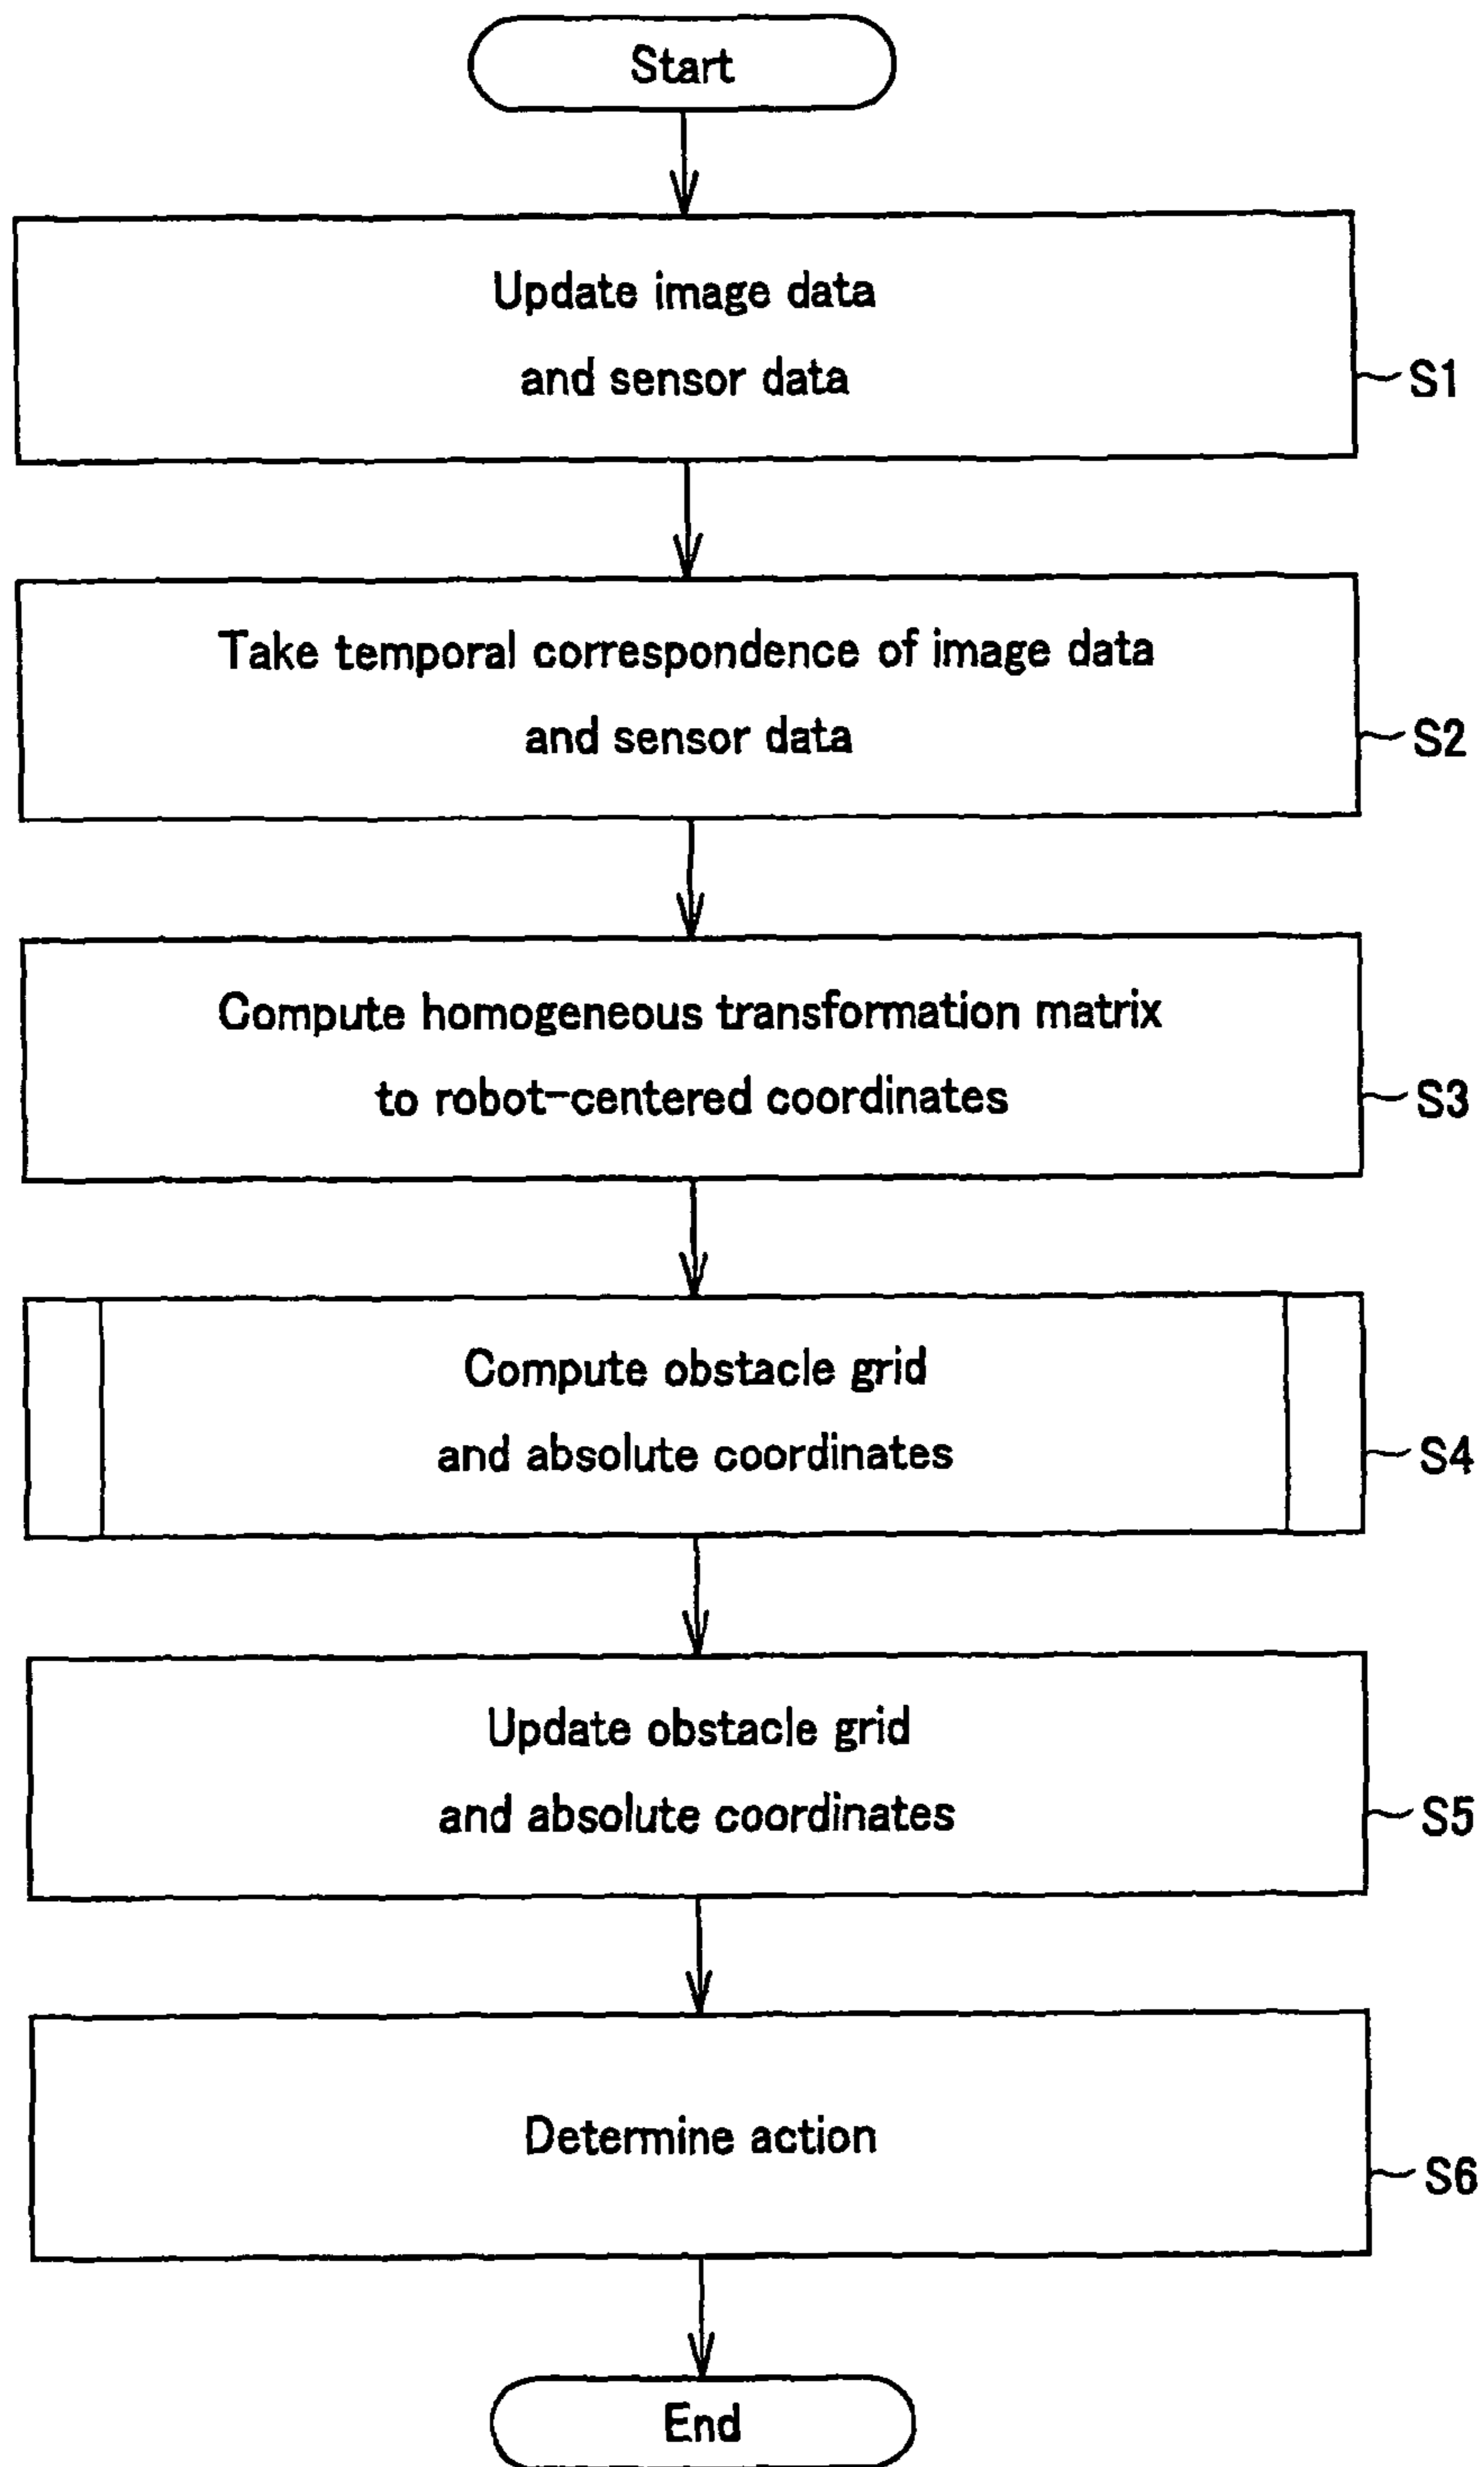 Start
Update image data
and sensor data
S1
Take temporal correspondence of image data
and sensor data
S2
Compute homogeneous transformation matrix
to robot-centered coordinates
S3
Compute obstacle grid
and absolute coordinates
S4
Update obstacle grid
and absolute coordinates
S5
Determine action
S6
End